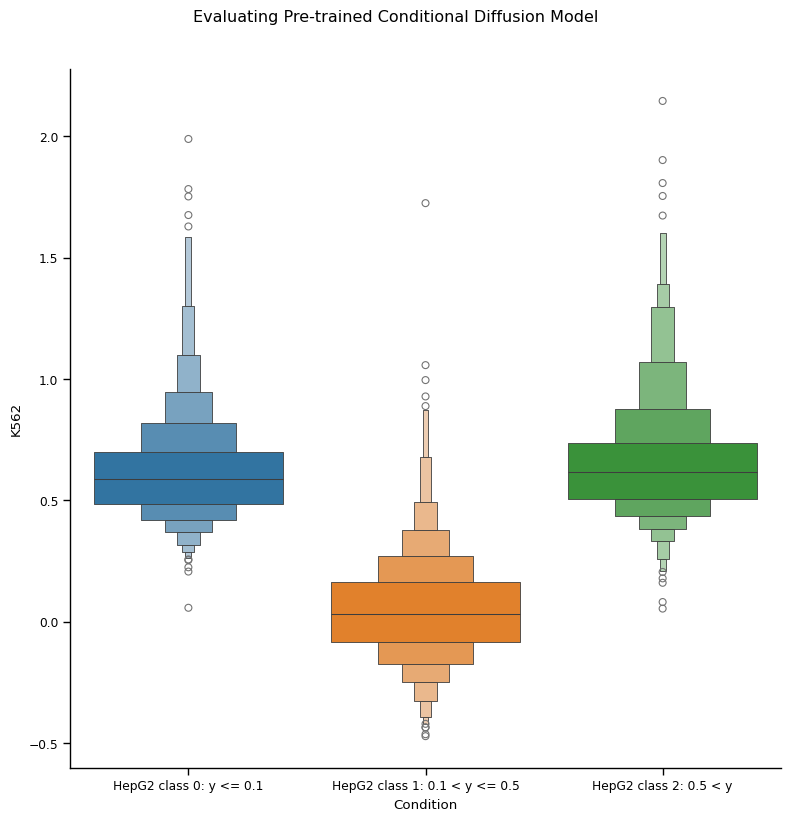 Evaluating Pre-trained Conditional Diffusion Model
2.0
1.5
1.0
0.5
0.0
−0.5
K562
HepG2 class 0: y <= 0.1
HepG2 class 1: 0.1 < y <= 0.5
HepG2 class 2: 0.5 < y
Condition